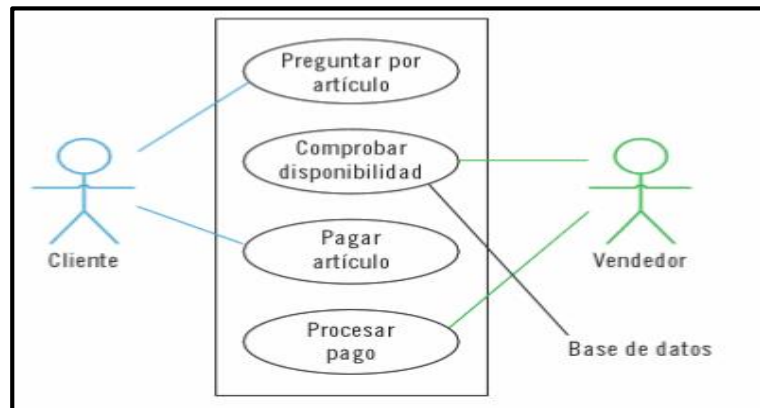 Preguntar por
artículo
Comprobar
disponibilidad
Cliente
Pagar
artículo
Vendedor
Procesar
pago
Base de datos